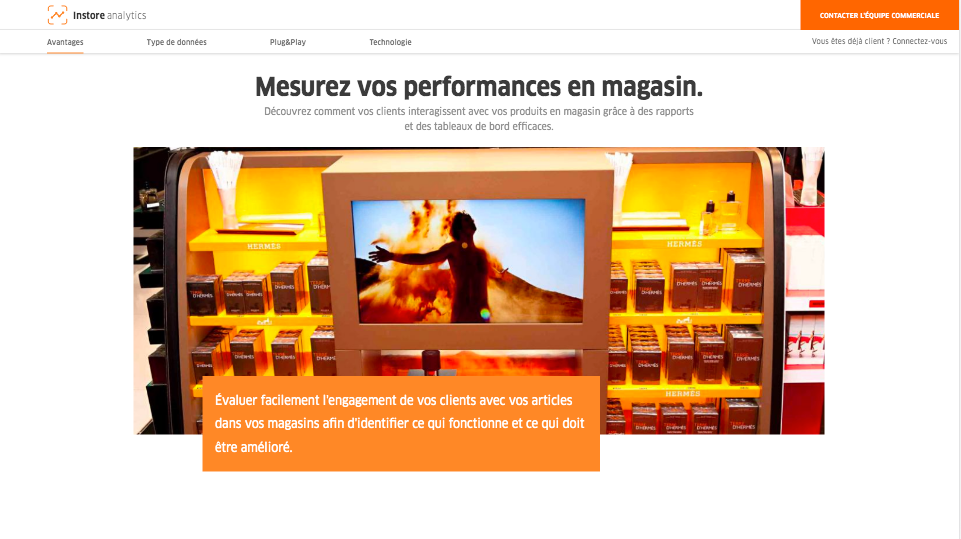 Instore analytics
CONTACTER L'ÉQUIPE COMMERCIALE
Avantages
Type de données
Plug&Play
Technologie
Vous êtes déjà client ? Connectez-vous
Mesurez vos performances en magasin.
Découvrez comment vos clients interagissent avec vos produits en magasin grâce à des rapports
et des tableaux de bord efficaces.
HERMÈS
HERMÈS
TERRE
D'HERMÈS
HERMÈS
Évaluer facilement l'engagement de vos clients avec vos articles
dans vos magasins afin d'identifier ce qui fonctionne et ce qui doit
être amélioré.